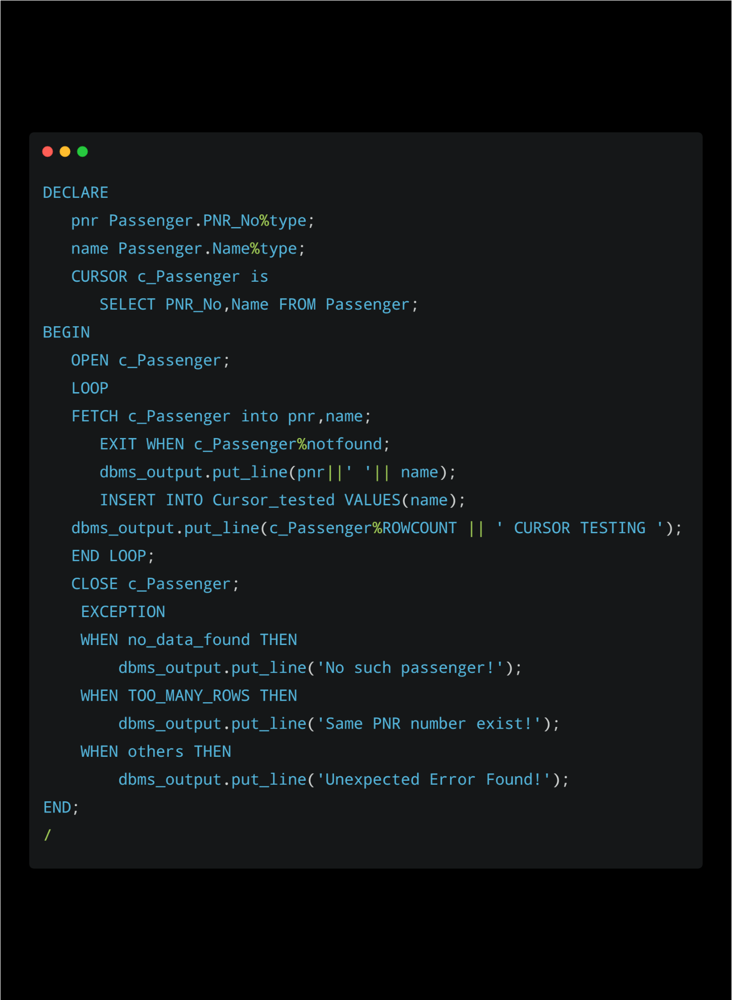 DECLARE
pnr Passenger.PNR_No%type;
name Passenger.Name%type;
CURSOR c_Passenger is
SELECT PNR_No,Name FROM Passenger;
BEGIN
OPEN c_Passenger;
LOOP
FETCH c_Passenger into pnr,name;
EXIT WHEN c_Passenger%notfound;
dbms_output.put_line(pnr||' '|| name);
INSERT INTO Cursor_tested VALUES(name);
dbms_output.put_line(c_Passenger%ROWCOUNT || ' CURSOR TESTING ');
END LOOP;
CLOSE c_Passenger;
EXCEPTION
WHEN no_data_found THEN
dbms_output.put_line('No such passenger!');
WHEN TOO_MANY_ROWS THEN
dbms_output.put_line('Same PNR number exist!');
WHEN others THEN
dbms_output.put_line('Unexpected Error Found!');
END;
/